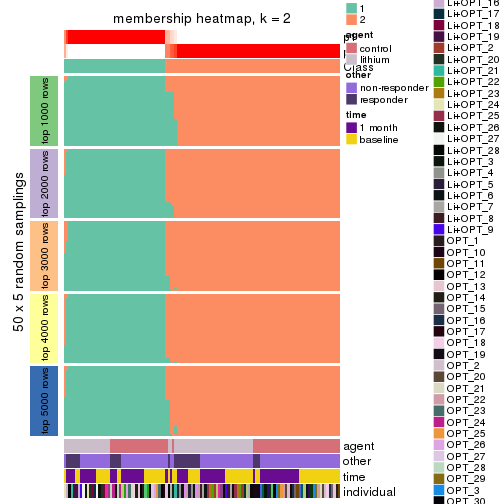 membership heatmap, k = 2
1
2
agent
control
lithium
Class
other
non-responder
responder
time
1 month
baseline
50 x 5 random samplings
top 1000 rows
top 2000 rows
top 3000 rows
top 4000 rows
top 5000 rows
agent
other
time
individual
Li+OPT_16
Li+OPT_17
Li+OPT_18
Li+OPT_19
Li+OPT_2
Li+OPT_20
Li+OPT_21
Li+OPT_22
Li+OPT_23
Li+OPT_24
Li+OPT_25
Li+OPT_26
Li+OPT_27
Li+OPT_28
Li+OPT_3
Li+OPT_4
Li+OPT_5
Li+OPT_6
Li+OPT_7
Li+OPT_8
Li+OPT_9
OPT_1
OPT_10
OPT_11
OPT_12
OPT_13
OPT_14
OPT_15
OPT_16
OPT_17
OPT_18
OPT_19
OPT_2
OPT_20
OPT_21
OPT_22
OPT_23
OPT_24
OPT_25
OPT_26
OPT_27
OPT_28
OPT_29
OPT_3
OPT_30